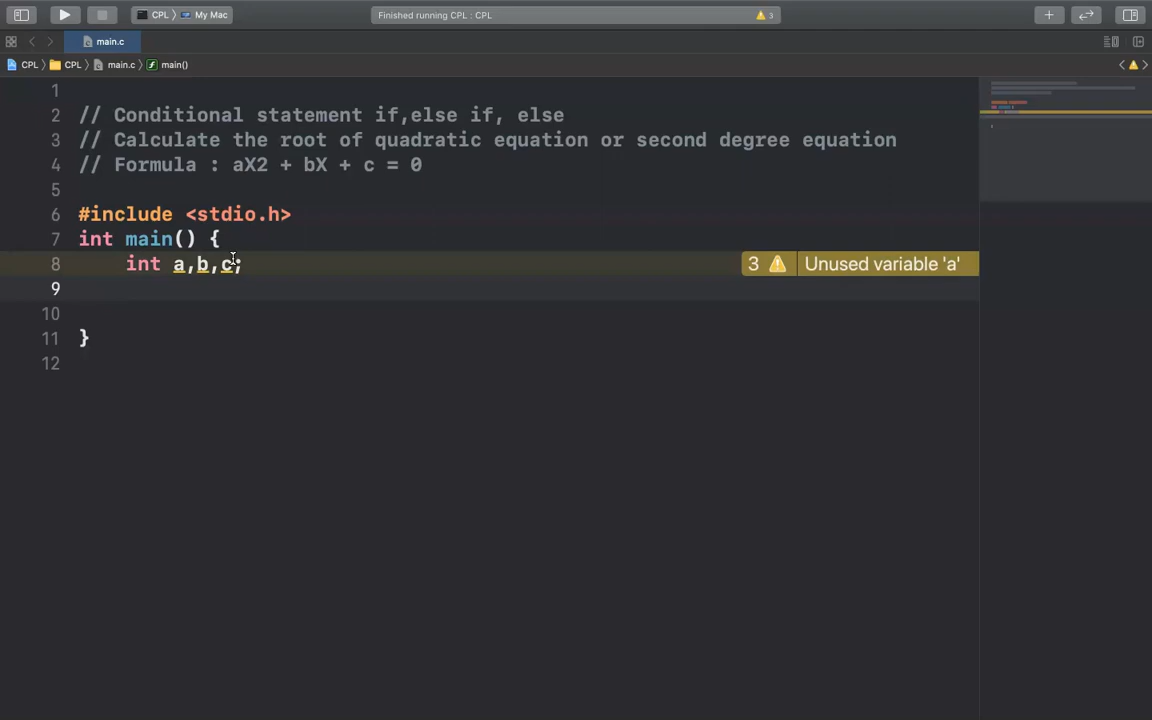 CPL 〉 My Mac
Finished running CPL : CPL
3
main.c
CPL 〉 CPL 〉 main.c 〉 main()
1
2 // Conditional statement if,else if, else
3 // Calculate the root of quadratic equation or second degree equation
4 // Formula : aX2 + bX + c = 0
5
6 #include <stdio.h>
7 int main() {
8 int a,b,c; 3 Unused variable 'a'
9
10
11 }
12